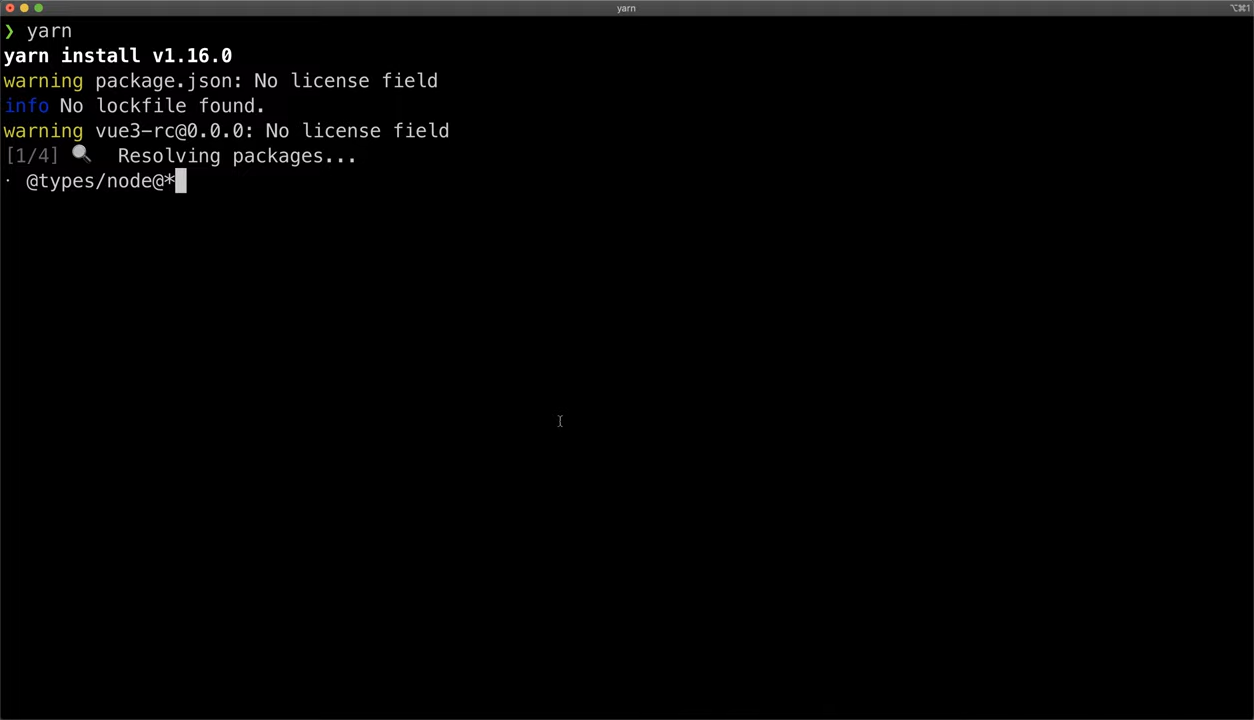 yarn
⌥⌘1
❯ yarn
yarn install v1.16.0
warning package.json: No license field
info No lockfile found.
warning vue3-rc@0.0.0: No license field
[1/4] 🔍 Resolving packages...
⠂ @types/node@*